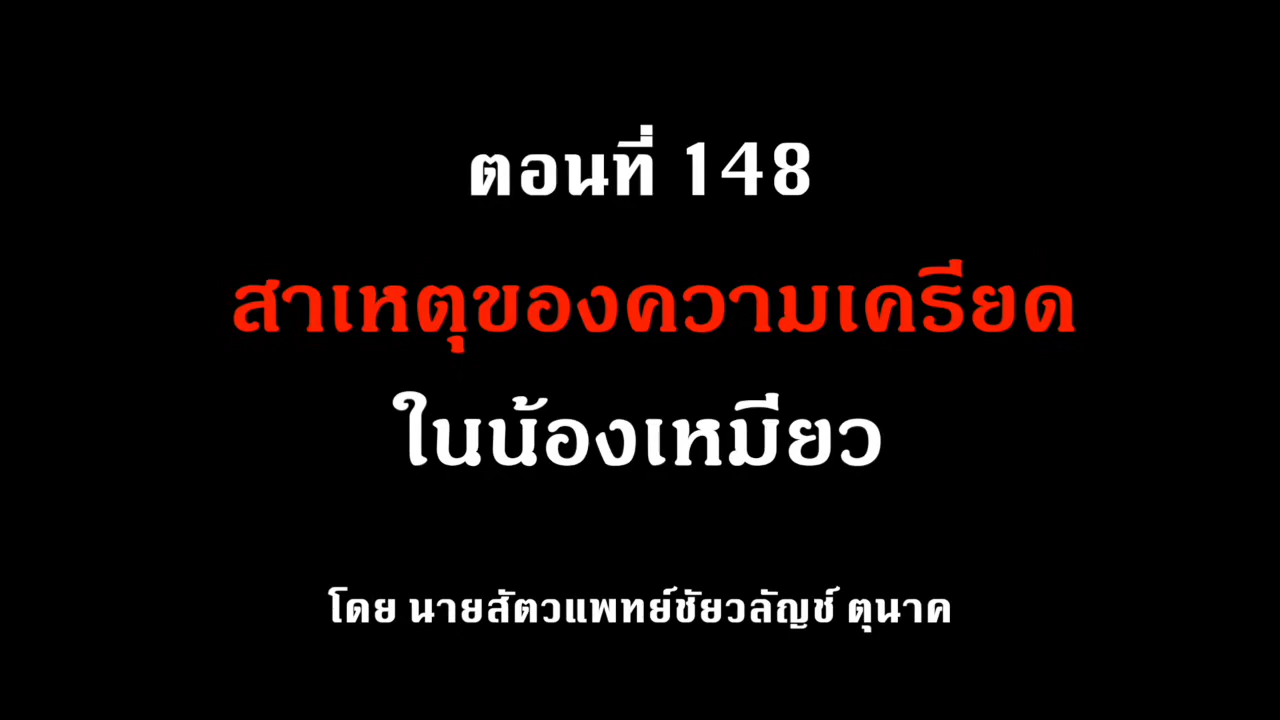 ตอนที่ 148
สาเหตุของความเครียด
ในน้องเหมียว
โดย นายสัตวแพทย์ชัยวลัญช์ ตุนาค